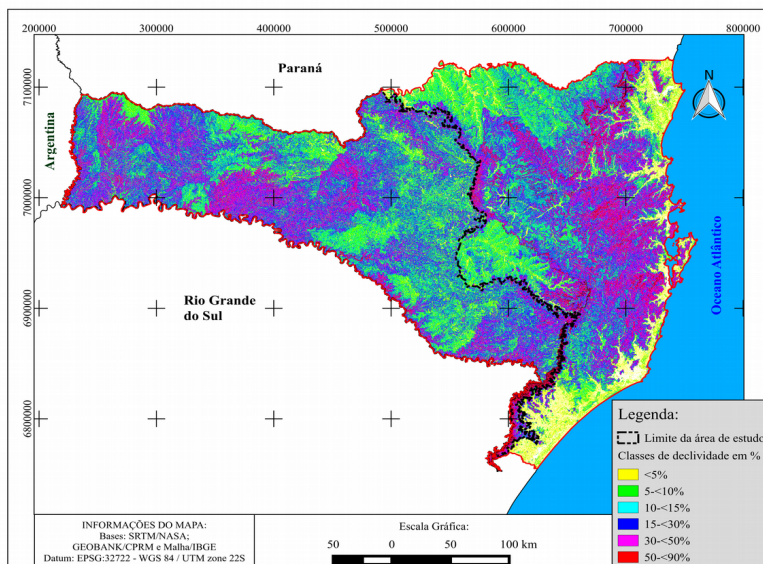 200000 300000 400000 500000 600000 700000 800000
Paraná
7100000
N
Argentina
7000000
Oceano Atlântico
Rio Grande
do Sul
6900000
6800000
Legenda:
Limite da área de estudo
Classes de declividade em %
<5%
5-<10%
10-<15%
15-<30%
30-<50%
50-<90%
INFORMAÇÕES DO MAPA:
Bases: SRTM/NASA;
GEOBANK/CPRM e Malha/IBGE
Datum: EPSG:32722 - WGS 84 / UTM zone 22S
Escala Gráfica:
50 0 50 100 km